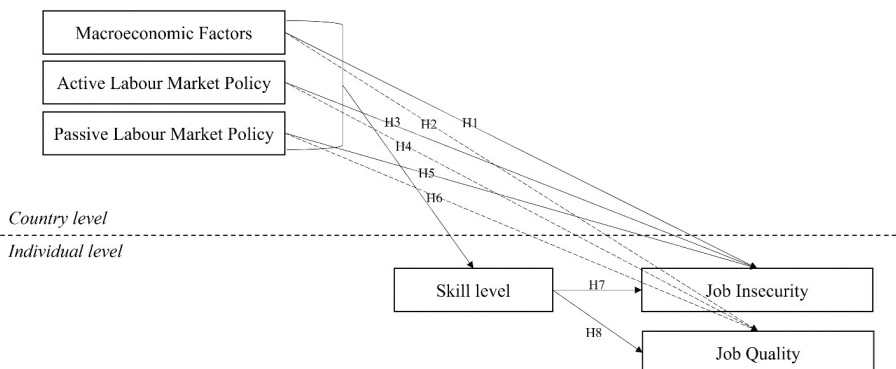 Macroeconomic Factors
Active Labour Market Policy
Passive Labour Market Policy
H1
H2
H3
H4
H5
H6
Country level
Individual level
Skill level
H7
Job Insecurity
H8
Job Quality